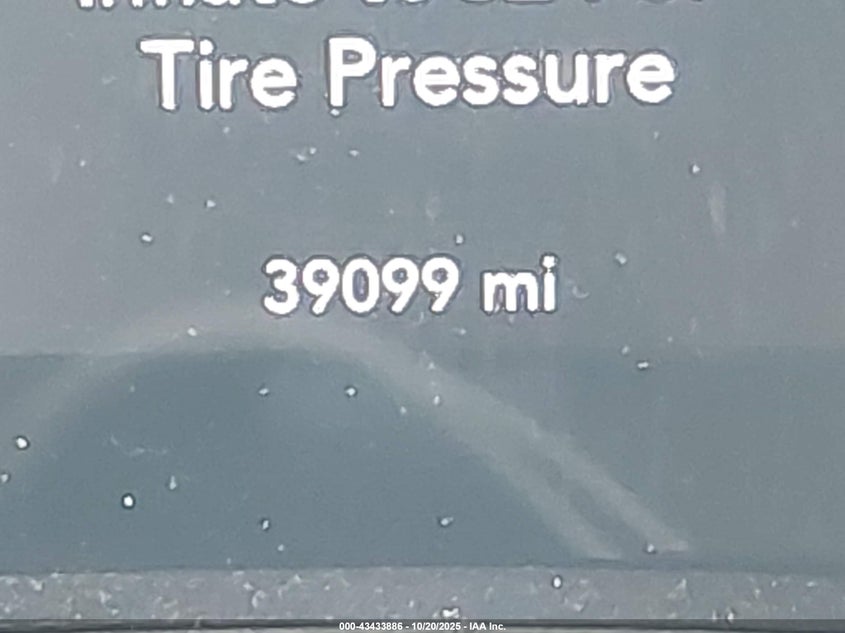 Tire Pressure
39099 mi
000-43433886 - 10/20/2025 - IAA Inc.